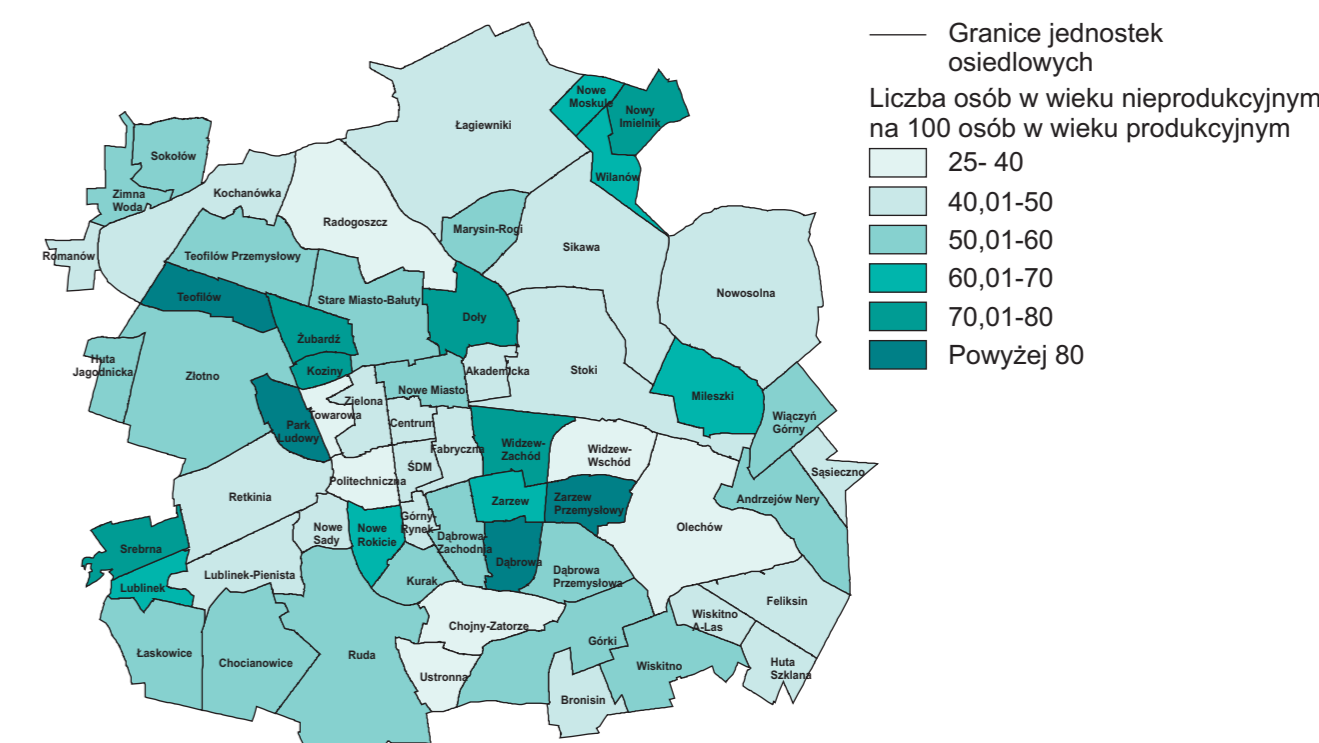 Granice jednostek
osiedlowych
Liczba osób w wieku nieprodukcyjnym
na 100 osób w wieku produkcyjnym
25- 40
40,01-50
50,01-60
60,01-70
70,01-80
Powyżej 80
Nowe
Moskule
Nowy
Imielnik
Łagiewniki
Sokołów
Wilanów
Zimna
Woda
Kochanówka
Radogoszcz
Marysin-Rogi
Sikawa
Romanów
Teofilów Przemysłowy
Nowosolna
Teofilów
Stare Miasto-Bałuty
Doły
Żubardź
Huta
Jagodnicka
Złotno
Koziny
Akademicka
Stoki
Nowe Miasto
Mileszki
Zielona
Towarowa
Wiączyń
Górny
Park
Ludowy
Centrum
Fabryczna
Widzew-
Zachód
Widzew-
Wschód
ŚDM
Sąsieczno
Politechniczna
Retkinia
Zarzew
Zarzew
Przemysłowy
Andrzejów Nery
Olechów
Nowe
Sady
Nowe
Rokicie
Górny-
Rynek
Dąbrowa-
Zachodnia
Srebrna
Dąbrowa
Dąbrowa
Przemysłowa
Lublinek-Pienista
Kurak
Lublinek
Feliksin
Wiskitno
A-Las
Chojny-Zatorze
Górki
Łaskowice
Chocianowice
Ruda
Wiskitno
Huta
Szklana
Ustronna
Bronisin